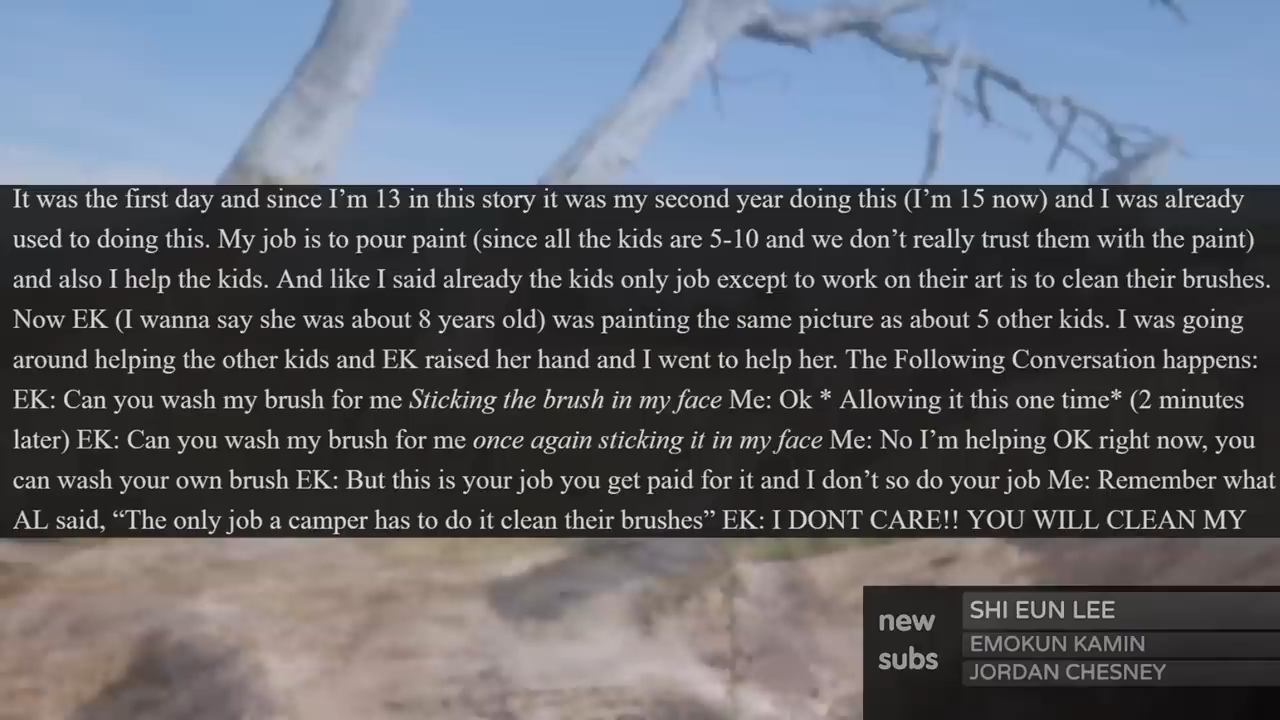 It was the first day and since I’m 13 in this story it was my second year doing this (I’m 15 now) and I was already
used to doing this. My job is to pour paint (since all the kids are 5-10 and we don’t really trust them with the paint)
and also I help the kids. And like I said already the kids only job except to work on their art is to clean their brushes.
Now EK (I wanna say she was about 8 years old) was painting the same picture as about 5 other kids. I was going
around helping the other kids and EK raised her hand and I went to help her. The Following Conversation happens:
EK: Can you wash my brush for me Sticking the brush in my face Me: Ok * Allowing it this one time* (2 minutes
later) EK: Can you wash my brush for me once again sticking it in my face Me: No I’m helping OK right now, you
can wash your own brush EK: But this is your job you get paid for it and I don’t so do your job Me: Remember what
AL said, “The only job a camper has to do it clean their brushes” EK: I DONT CARE!! YOU WILL CLEAN MY
new
subs
SHI EUN LEE
EMOKUN KAMIN
JORDAN CHESNEY